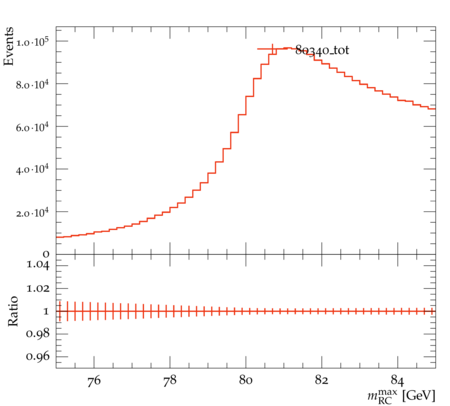 Events
1.0·10⁵
80340_tot
8.0·10⁴
6.0·10⁴
4.0·10⁴
2.0·10⁴
0
Ratio
1.04
1.02
1
0.98
0.96
76 78 80 82 84
m_RC^max [GeV]